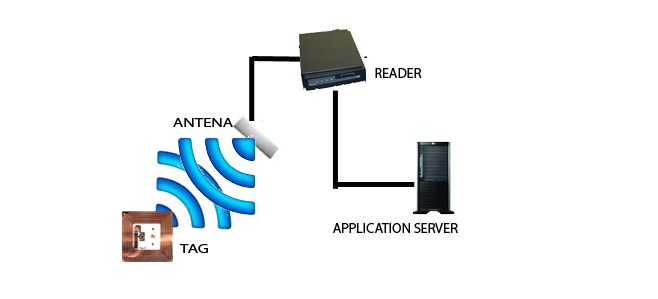 READER
ANTENA
APPLICATION SERVER
TAG